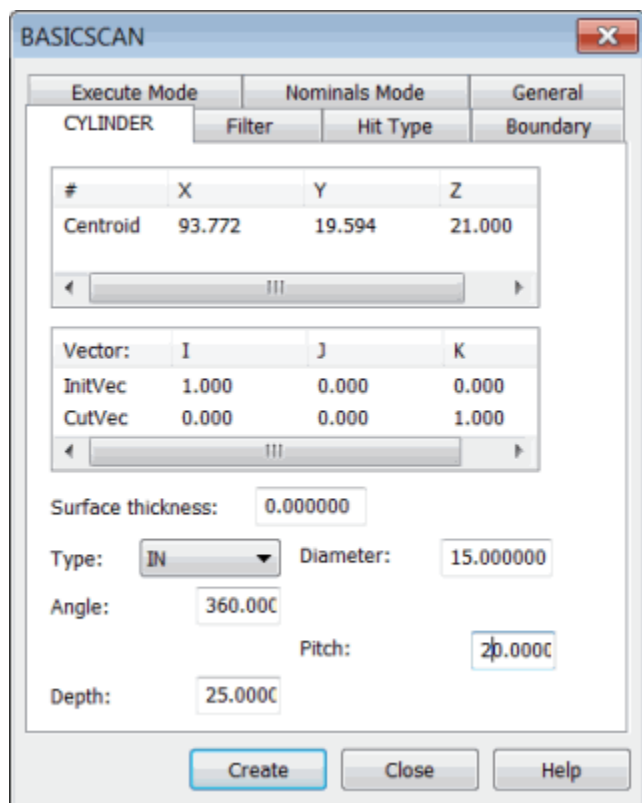 BASICSCAN
Execute Mode Nominals Mode General
CYLINDER Filter Hit Type Boundary
# X Y Z
Centroid 93.772 19.594 21.000
Vector: I J K
InitVec 1.000 0.000 0.000
CutVec 0.000 0.000 1.000
Surface thickness: 0.000000
Type: IN Diameter: 15.000000
Angle: 360.000
Pitch: 20.0000
Depth: 25.0000
Create Close Help